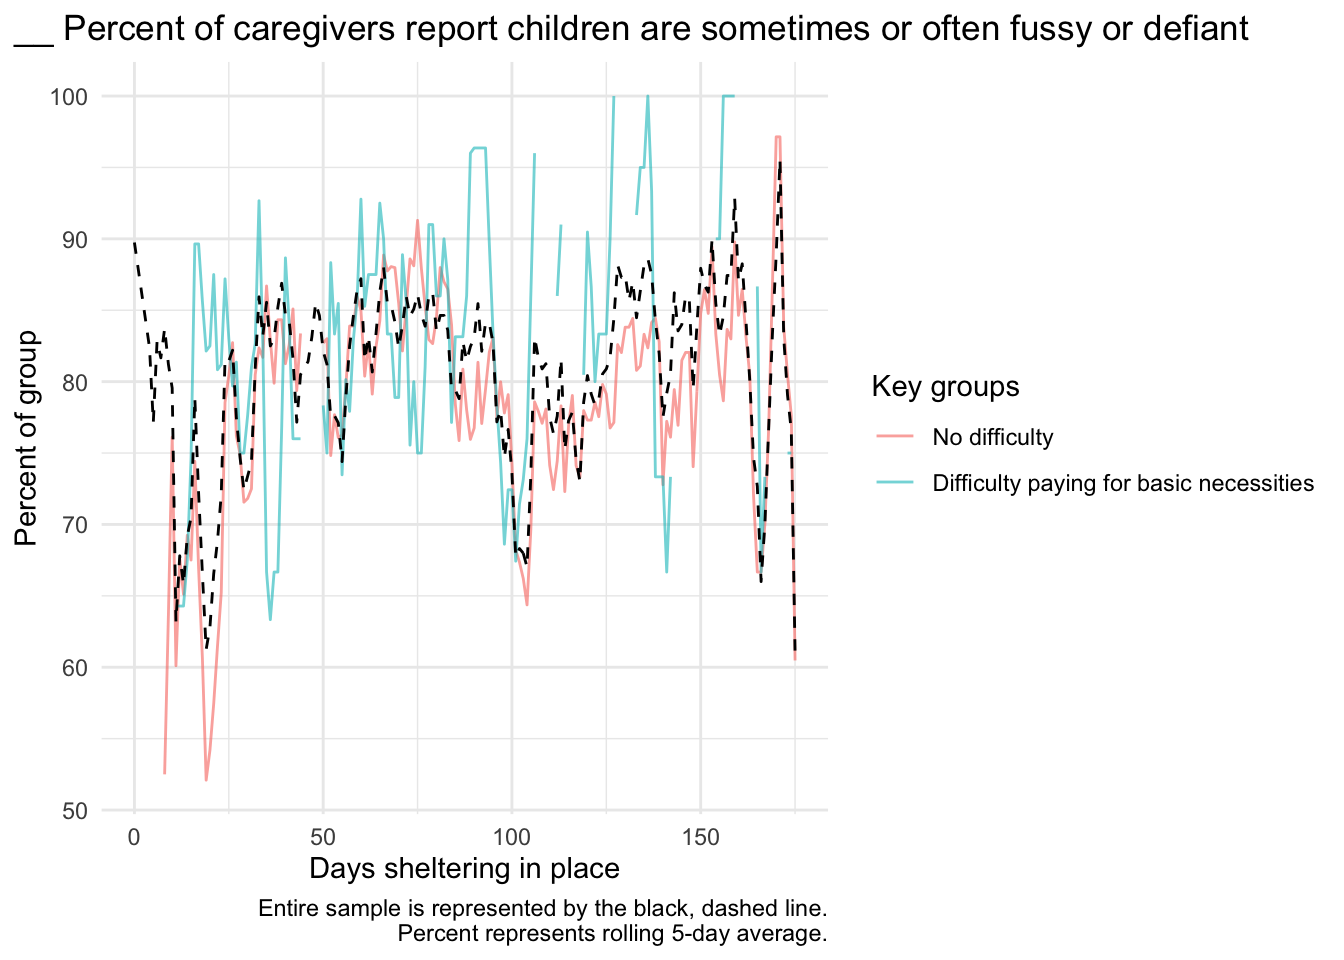 __ Percent of caregivers report children are sometimes or often fussy or defiant
100
90
80
70
60
50
Percent of group
0 50 100 150
Days sheltering in place
Key groups
No difficulty
Difficulty paying for basic necessities
Entire sample is represented by the black, dashed line.
Percent represents rolling 5-day average.